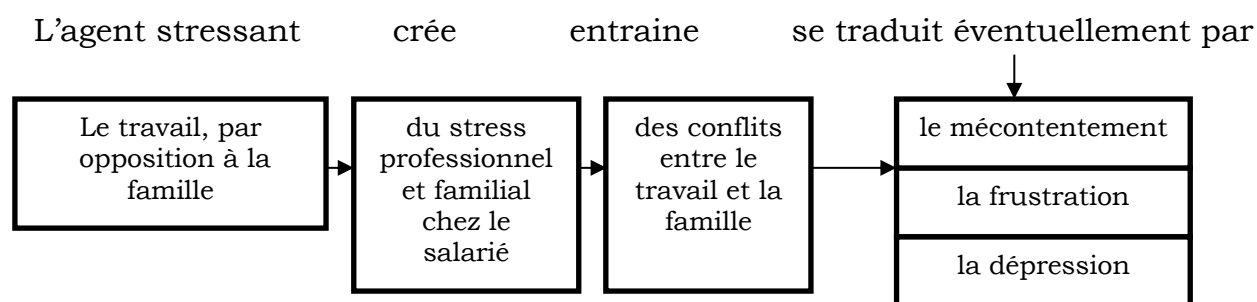 L'agent stressant crée entraine se traduit éventuellement par
Le travail, par
opposition à la
famille
du stress
professionnel
et familial
chez le
salarié
des conflits
entre le
travail et la
famille
le mécontentement
la frustration
la dépression